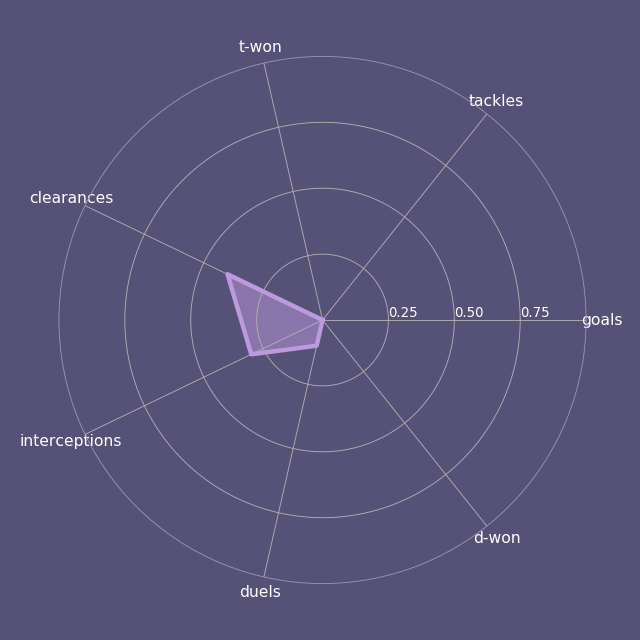 t-won
tackles
clearances
0.25 0.50 0.75
goals
interceptions
d-won
duels